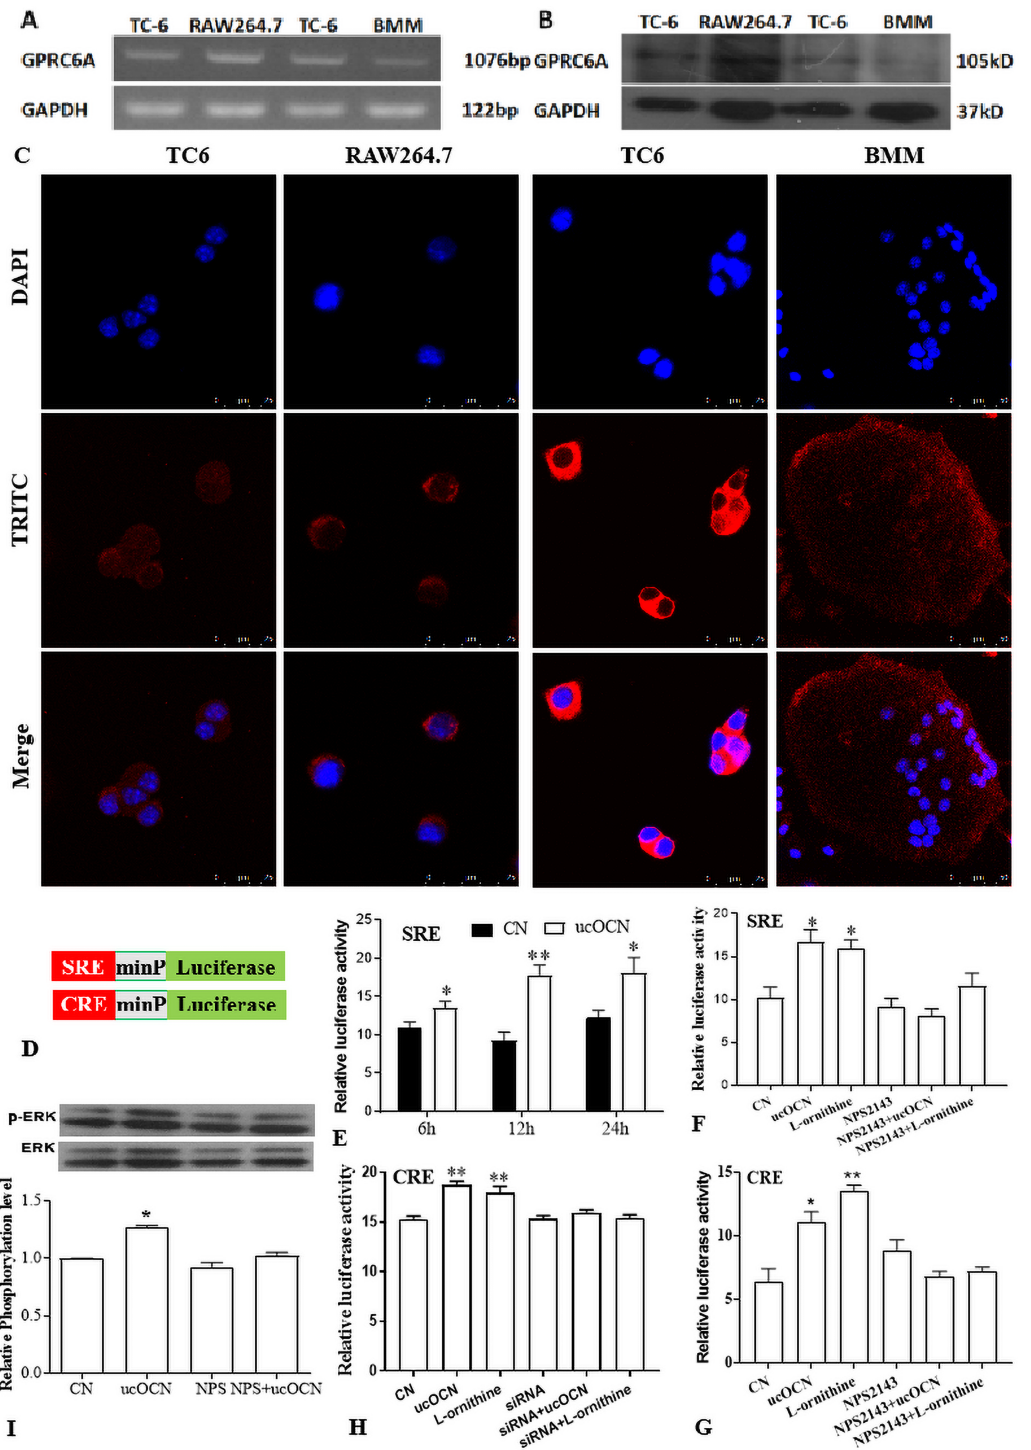 A TC-6 RAW264.7 TC-6 BMM
GPRC6A 1076bp
GAPDH 122bp
B TC-6 RAW264.7 TC-6 BMM
GPRC6A 105kD
GAPDH 37kD
C TC6 RAW264.7 TC6 BMM
DAPI
TRITC
Merge
SRE minP Luciferase
CRE minP Luciferase
D
SRE CN ucOCN
Relative luciferase activity
25
20
15
10
5
0
* ** *
6h 12h 24h
E
SRE
Relative luciferase activity
20
15
10
5
0
* *
CN ucOCN L-ornithine NPS2143 NPS2143+ucOCN NPS2143+L-ornithine
F
p-ERK
ERK
Relative Phosphorylation level
1.5
1.0
0.5
0.0
*
CN ucOCN NPS NPS+ucOCN
I
CRE
Relative luciferase activity
20
15
10
5
0
** **
CN ucOCN L-ornithine siRNA siRNA+ucOCN siRNA+L-ornithine
H
CRE
Relative luciferase activity
15
10
5
0
* **
CN ucOCN L-ornithine NPS2143 NPS2143+ucOCN NPS2143+L-ornithine
G